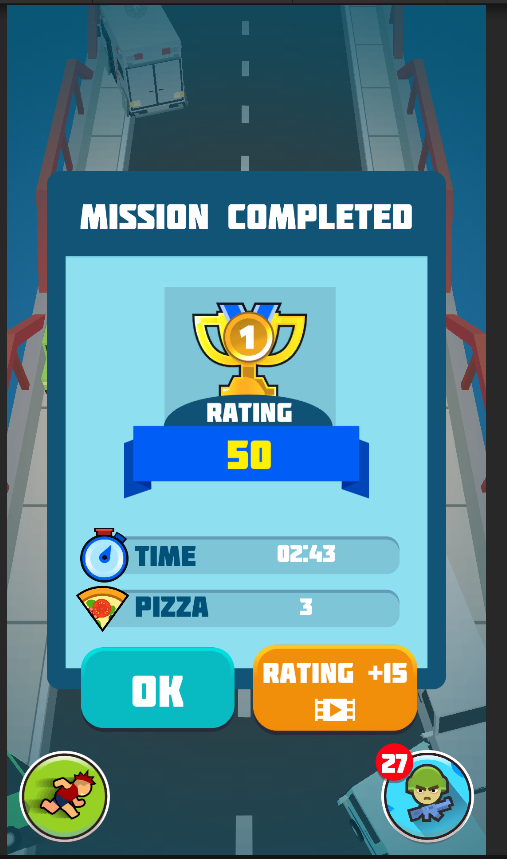 MISSION COMPLETED
1
RATING
50
TIME 02:43
PIZZA 3
OK
RATING +15
27